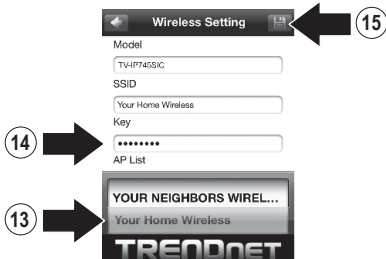 Wireless Setting
15
Model
TV-IP745SIC
SSID
Your Home Wireless
Key
14
••••••••
AP List
YOUR NEIGHBORS WIREL...
13
Your Home Wireless
TRENDNET